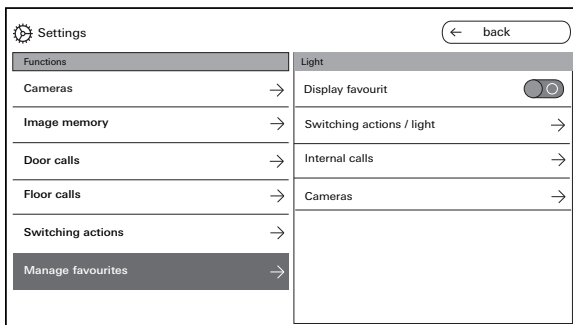 Settings
back
Functions
Cameras
Image memory
Door calls
Floor calls
Switching actions
Manage favourites
Light
Display favourit
Switching actions / light
Internal calls
Cameras